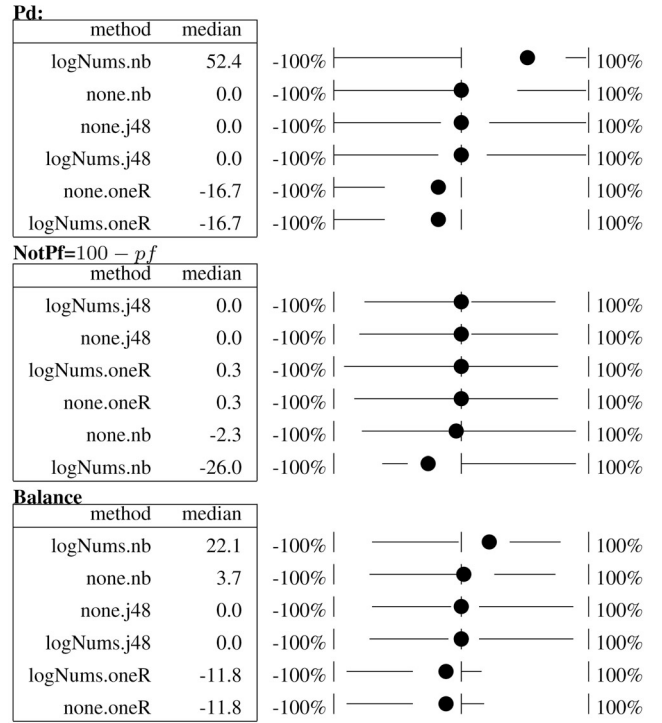 Pd:
method median
logNums.nb 52.4 -100% 100%
none.nb 0.0 -100% 100%
none.j48 0.0 -100% 100%
logNums.j48 0.0 -100% 100%
none.oneR -16.7 -100% 100%
logNums.oneR -16.7 -100% 100%
NotPf=100 − pf
method median
logNums.j48 0.0 -100% 100%
none.j48 0.0 -100% 100%
logNums.oneR 0.3 -100% 100%
none.oneR 0.3 -100% 100%
none.nb -2.3 -100% 100%
logNums.nb -26.0 -100% 100%
Balance
method median
logNums.nb 22.1 -100% 100%
none.nb 3.7 -100% 100%
none.j48 0.0 -100% 100%
logNums.j48 0.0 -100% 100%
logNums.oneR -11.8 -100% 100%
none.oneR -11.8 -100% 100%